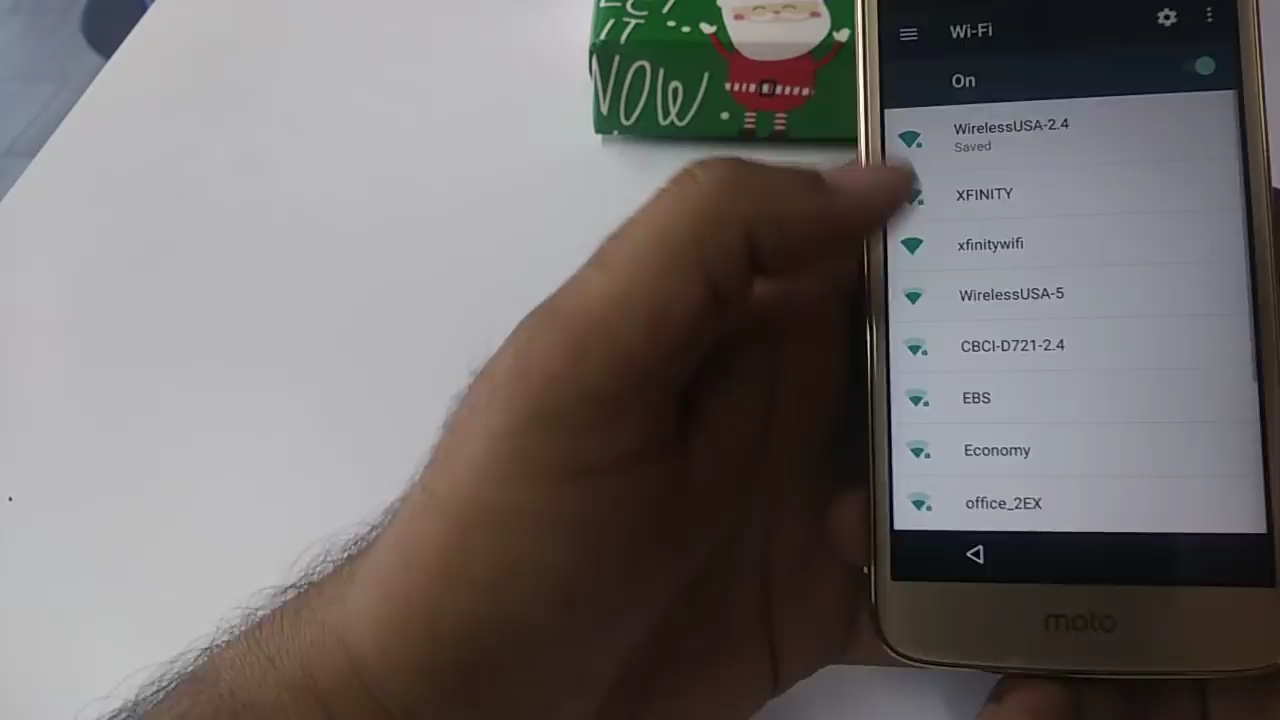 IT
NOW
Wi-Fi
On
WirelessUSA-2.4
Saved
XFINITY
xfinitywifi
WirelessUSA-5
CBCI-D721-2.4
EBS
Economy
office_2EX
moto